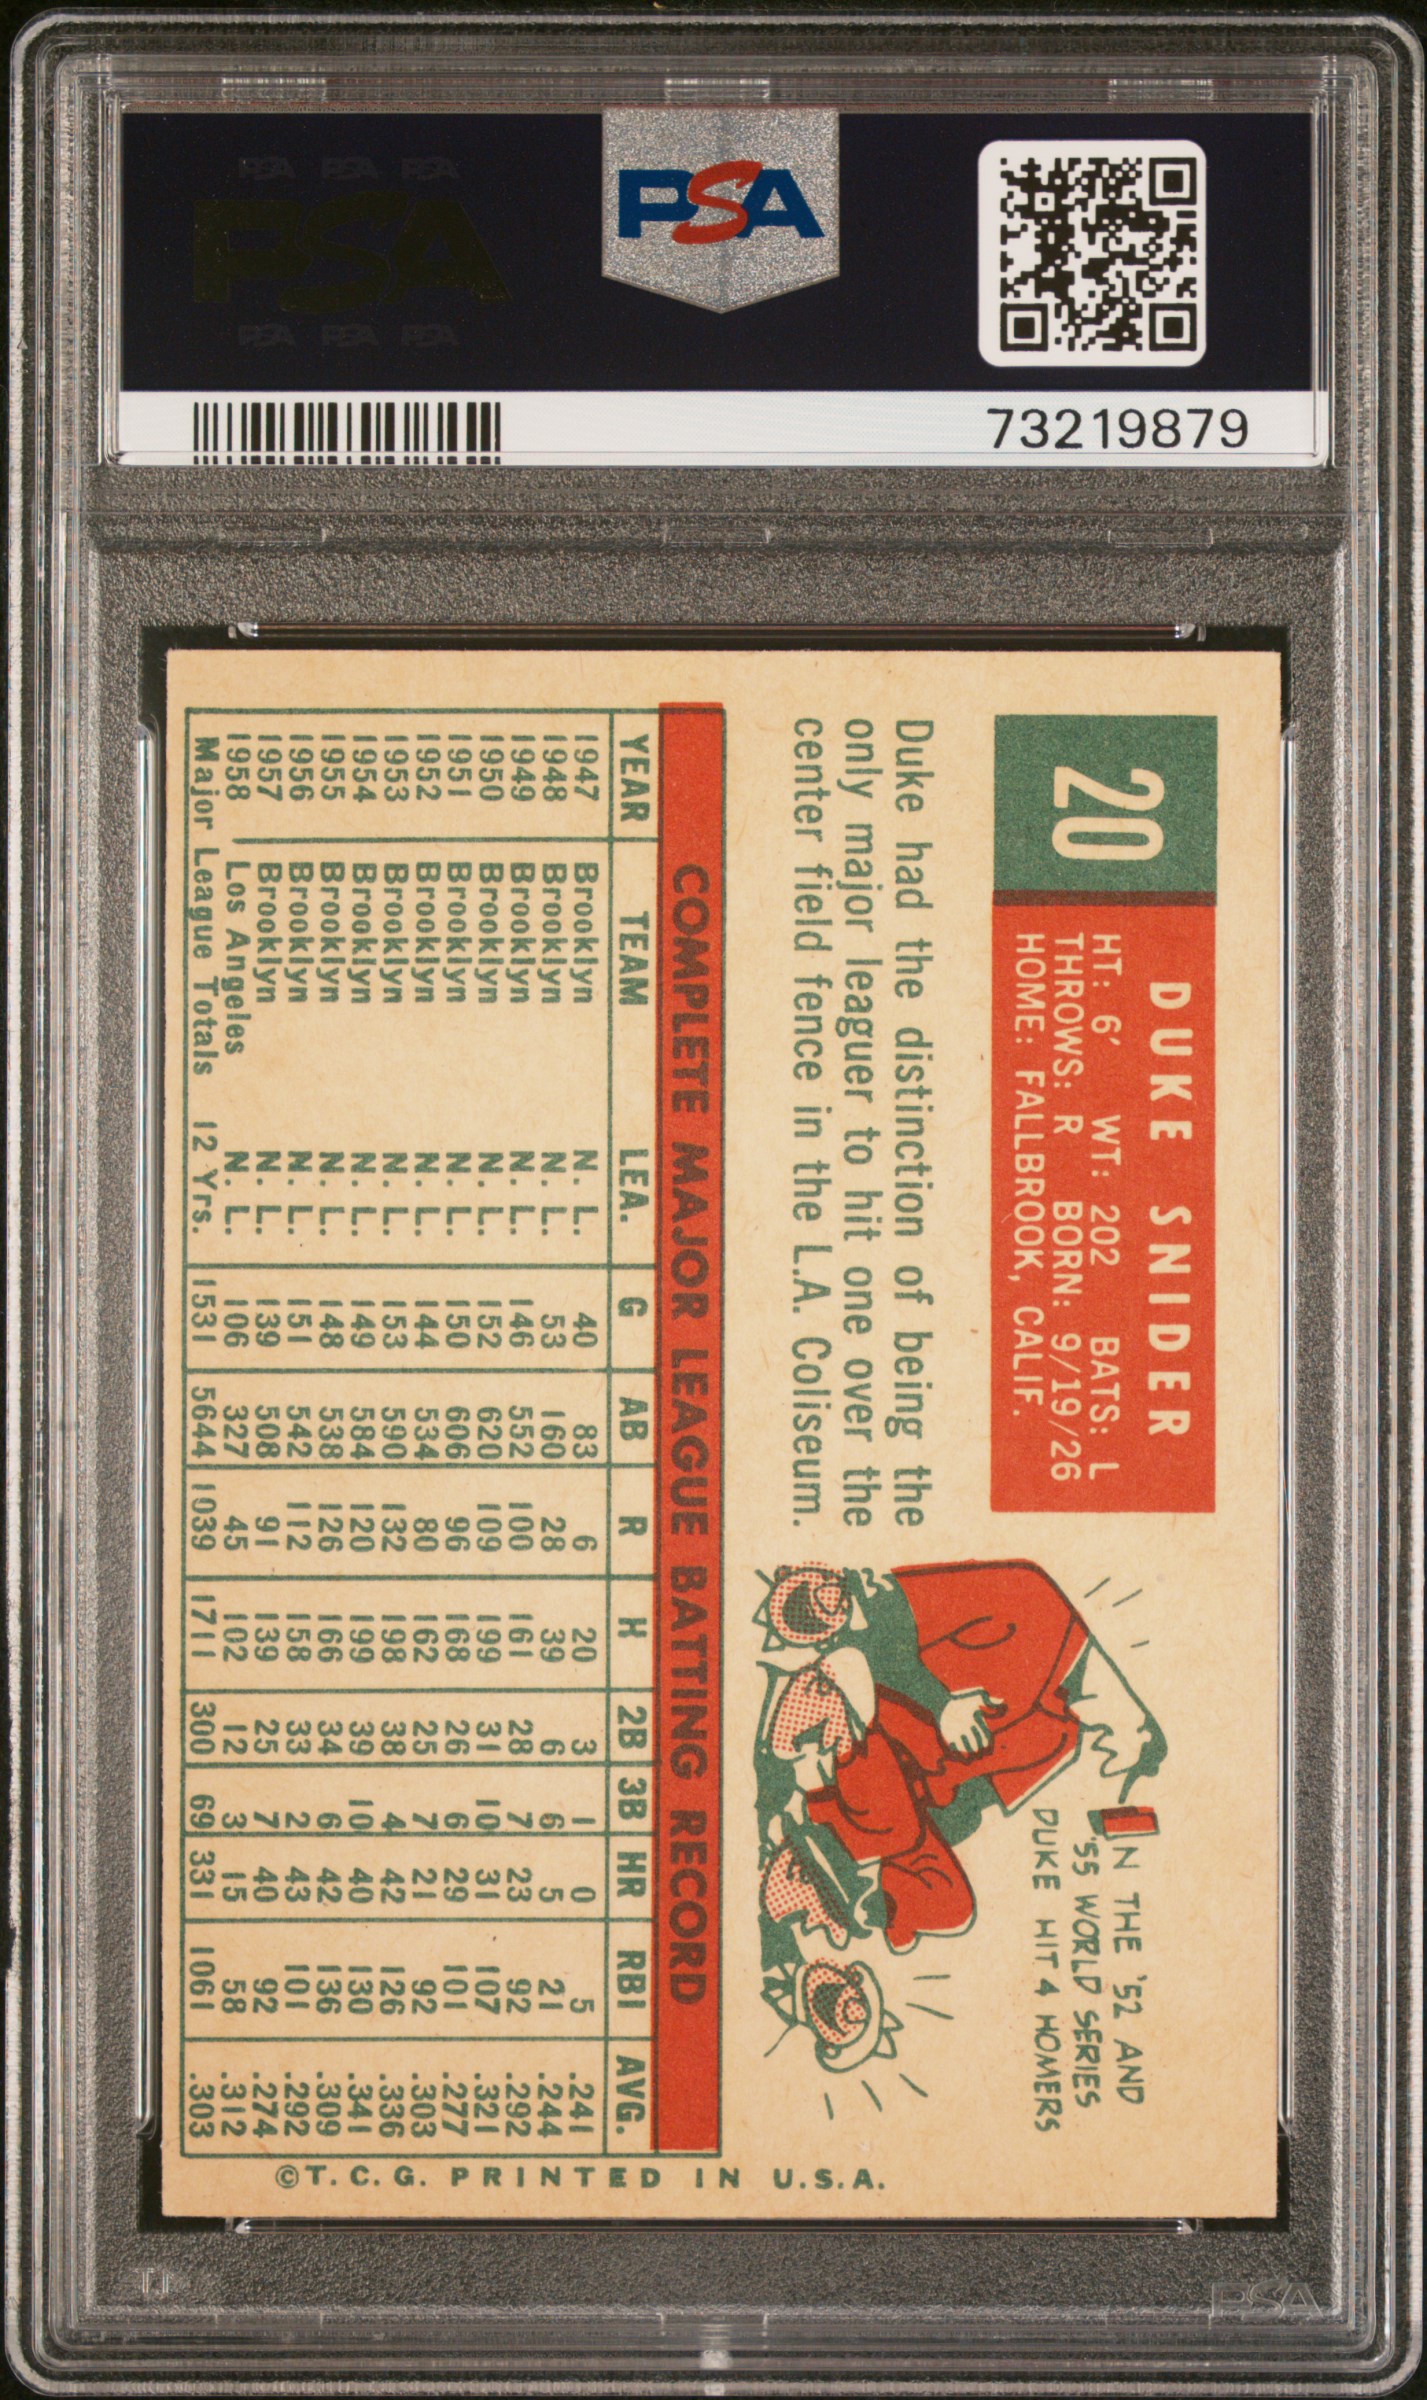 PSA PSA PSA
PSA
PSA PSA PSA
PSA
73219879
20
DUKE SNIDER
HT: 6' WT: 202 BATS: L
THROWS: R BORN: 9/19/26
HOME: FALLBROOK, CALIF.
Duke had the distinction of being the
only major leaguer to hit one over the
center field fence in the L.A. Coliseum.
IN THE '52 AND
'55 WORLD SERIES
DUKE HIT 4 HOMERS
COMPLETE MAJOR LEAGUE BATTING RECORD
YEAR TEAM LEA. G AB R H 2B 3B HR RBI AVG.
1947 Brooklyn N. L. 40 83 6 20 3 1 0 5 .241
1948 Brooklyn N. L. 53 160 28 39 6 6 5 21 .244
1949 Brooklyn N. L. 146 552 100 161 28 7 23 92 .292
1950 Brooklyn N. L. 152 620 109 199 31 10 31 107 .321
1951 Brooklyn N. L. 150 606 96 168 26 6 29 101 .277
1952 Brooklyn N. L. 144 534 80 162 25 7 21 92 .303
1953 Brooklyn N. L. 153 590 132 198 38 4 42 126 .336
1954 Brooklyn N. L. 149 584 120 199 39 10 40 130 .341
1955 Brooklyn N. L. 148 538 126 166 34 6 42 136 .309
1956 Brooklyn N. L. 151 542 112 158 33 2 43 101 .292
1957 Brooklyn N. L. 139 508 91 139 25 7 40 92 .274
1958 Los Angeles N. L. 106 327 45 102 12 3 15 58 .312
Major League Totals 12 Yrs. 1531 5644 1039 1711 300 69 331 1061 .303
©T.C.G. PRINTED IN U.S.A.
PSA